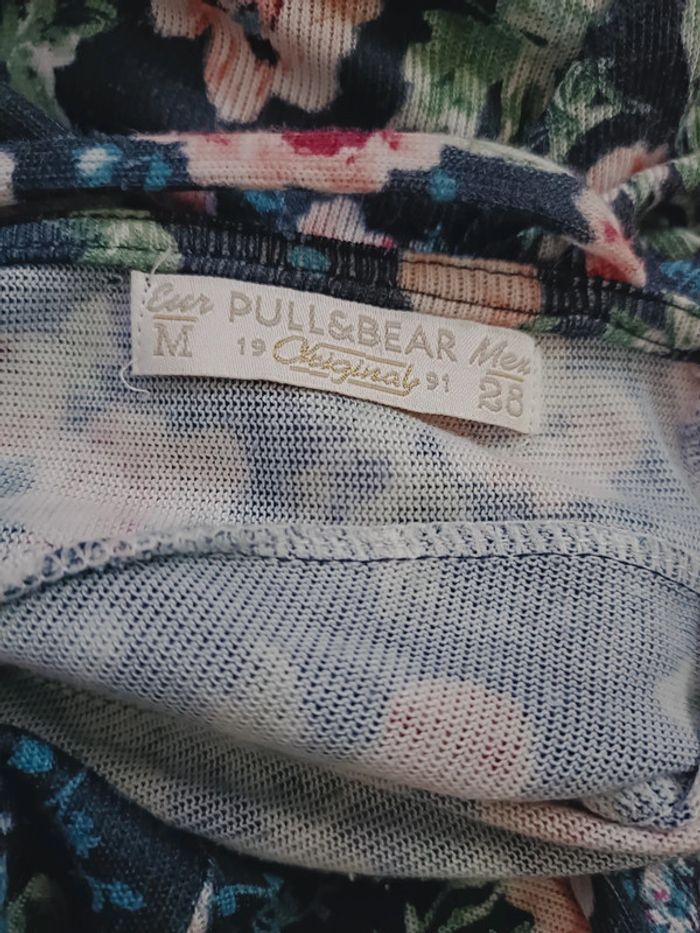 Eur PULL&BEAR Mex
M 19 Original 91 28